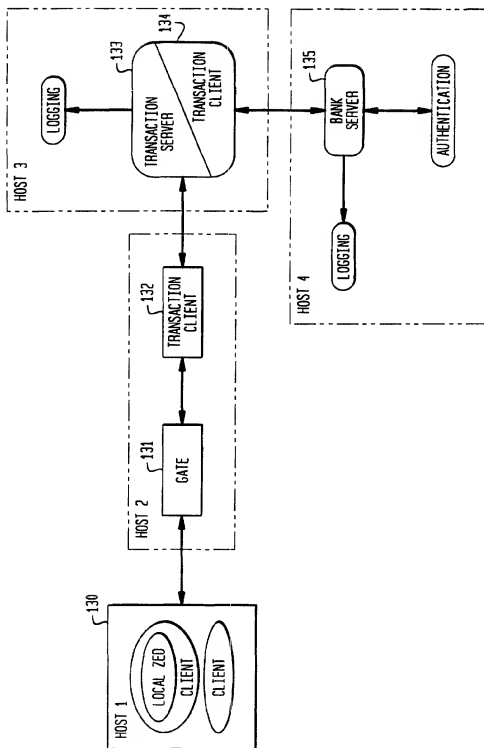 HOST 1
130
LOCAL ZED
CLIENT
CLIENT
HOST 2
131
GATE
132
TRANSACTION
CLIENT
HOST 3
LOGGING
133
134
TRANSACTION
SERVER
TRANSACTION
CLIENT
HOST 4
LOGGING
135
BANK
SERVER
AUTHENTICATION